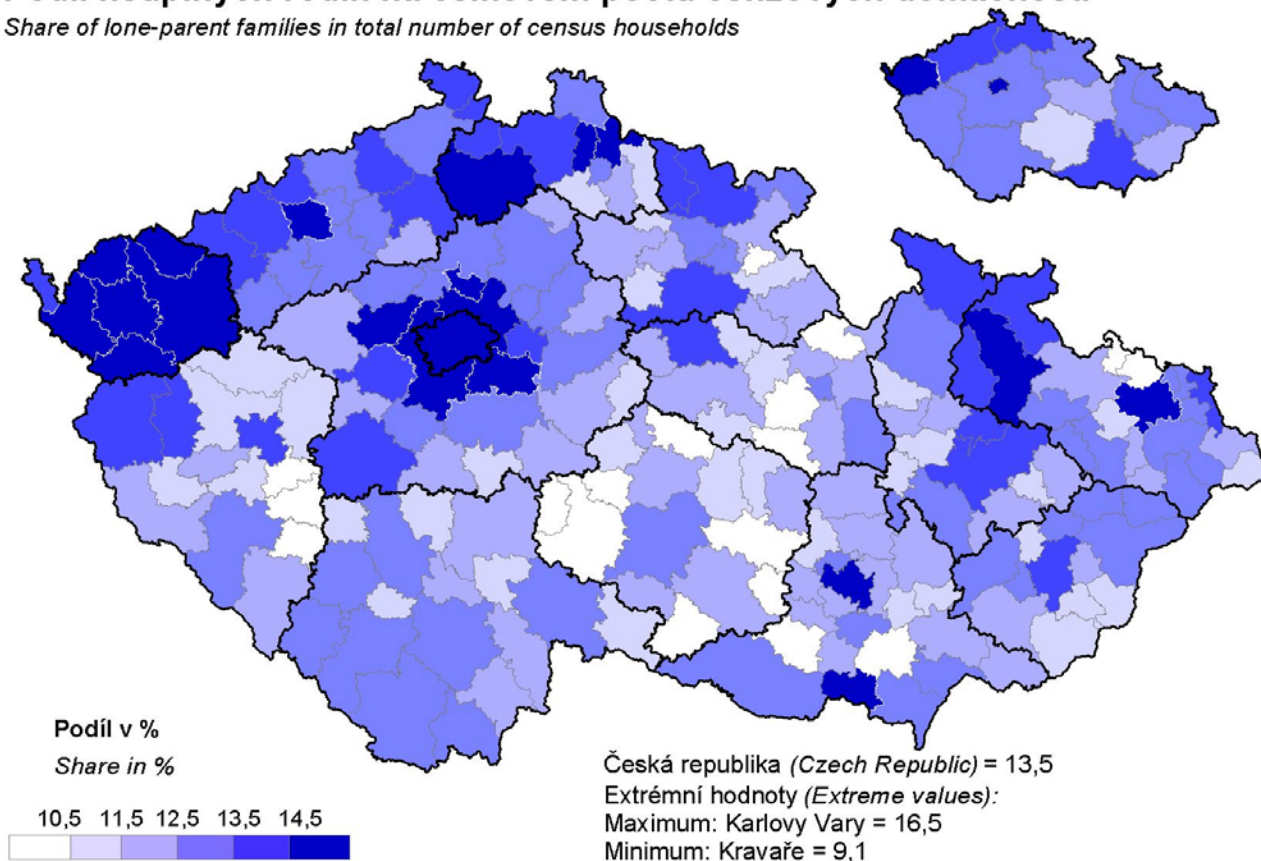 Share of lone-parent families in total number of census households
Podíl v %
Share in %
10,5 11,5 12,5 13,5 14,5
Česká republika (Czech Republic) = 13,5
Extrémní hodnoty (Extreme values):
Maximum: Karlovy Vary = 16,5
Minimum: Kravaře = 9,1